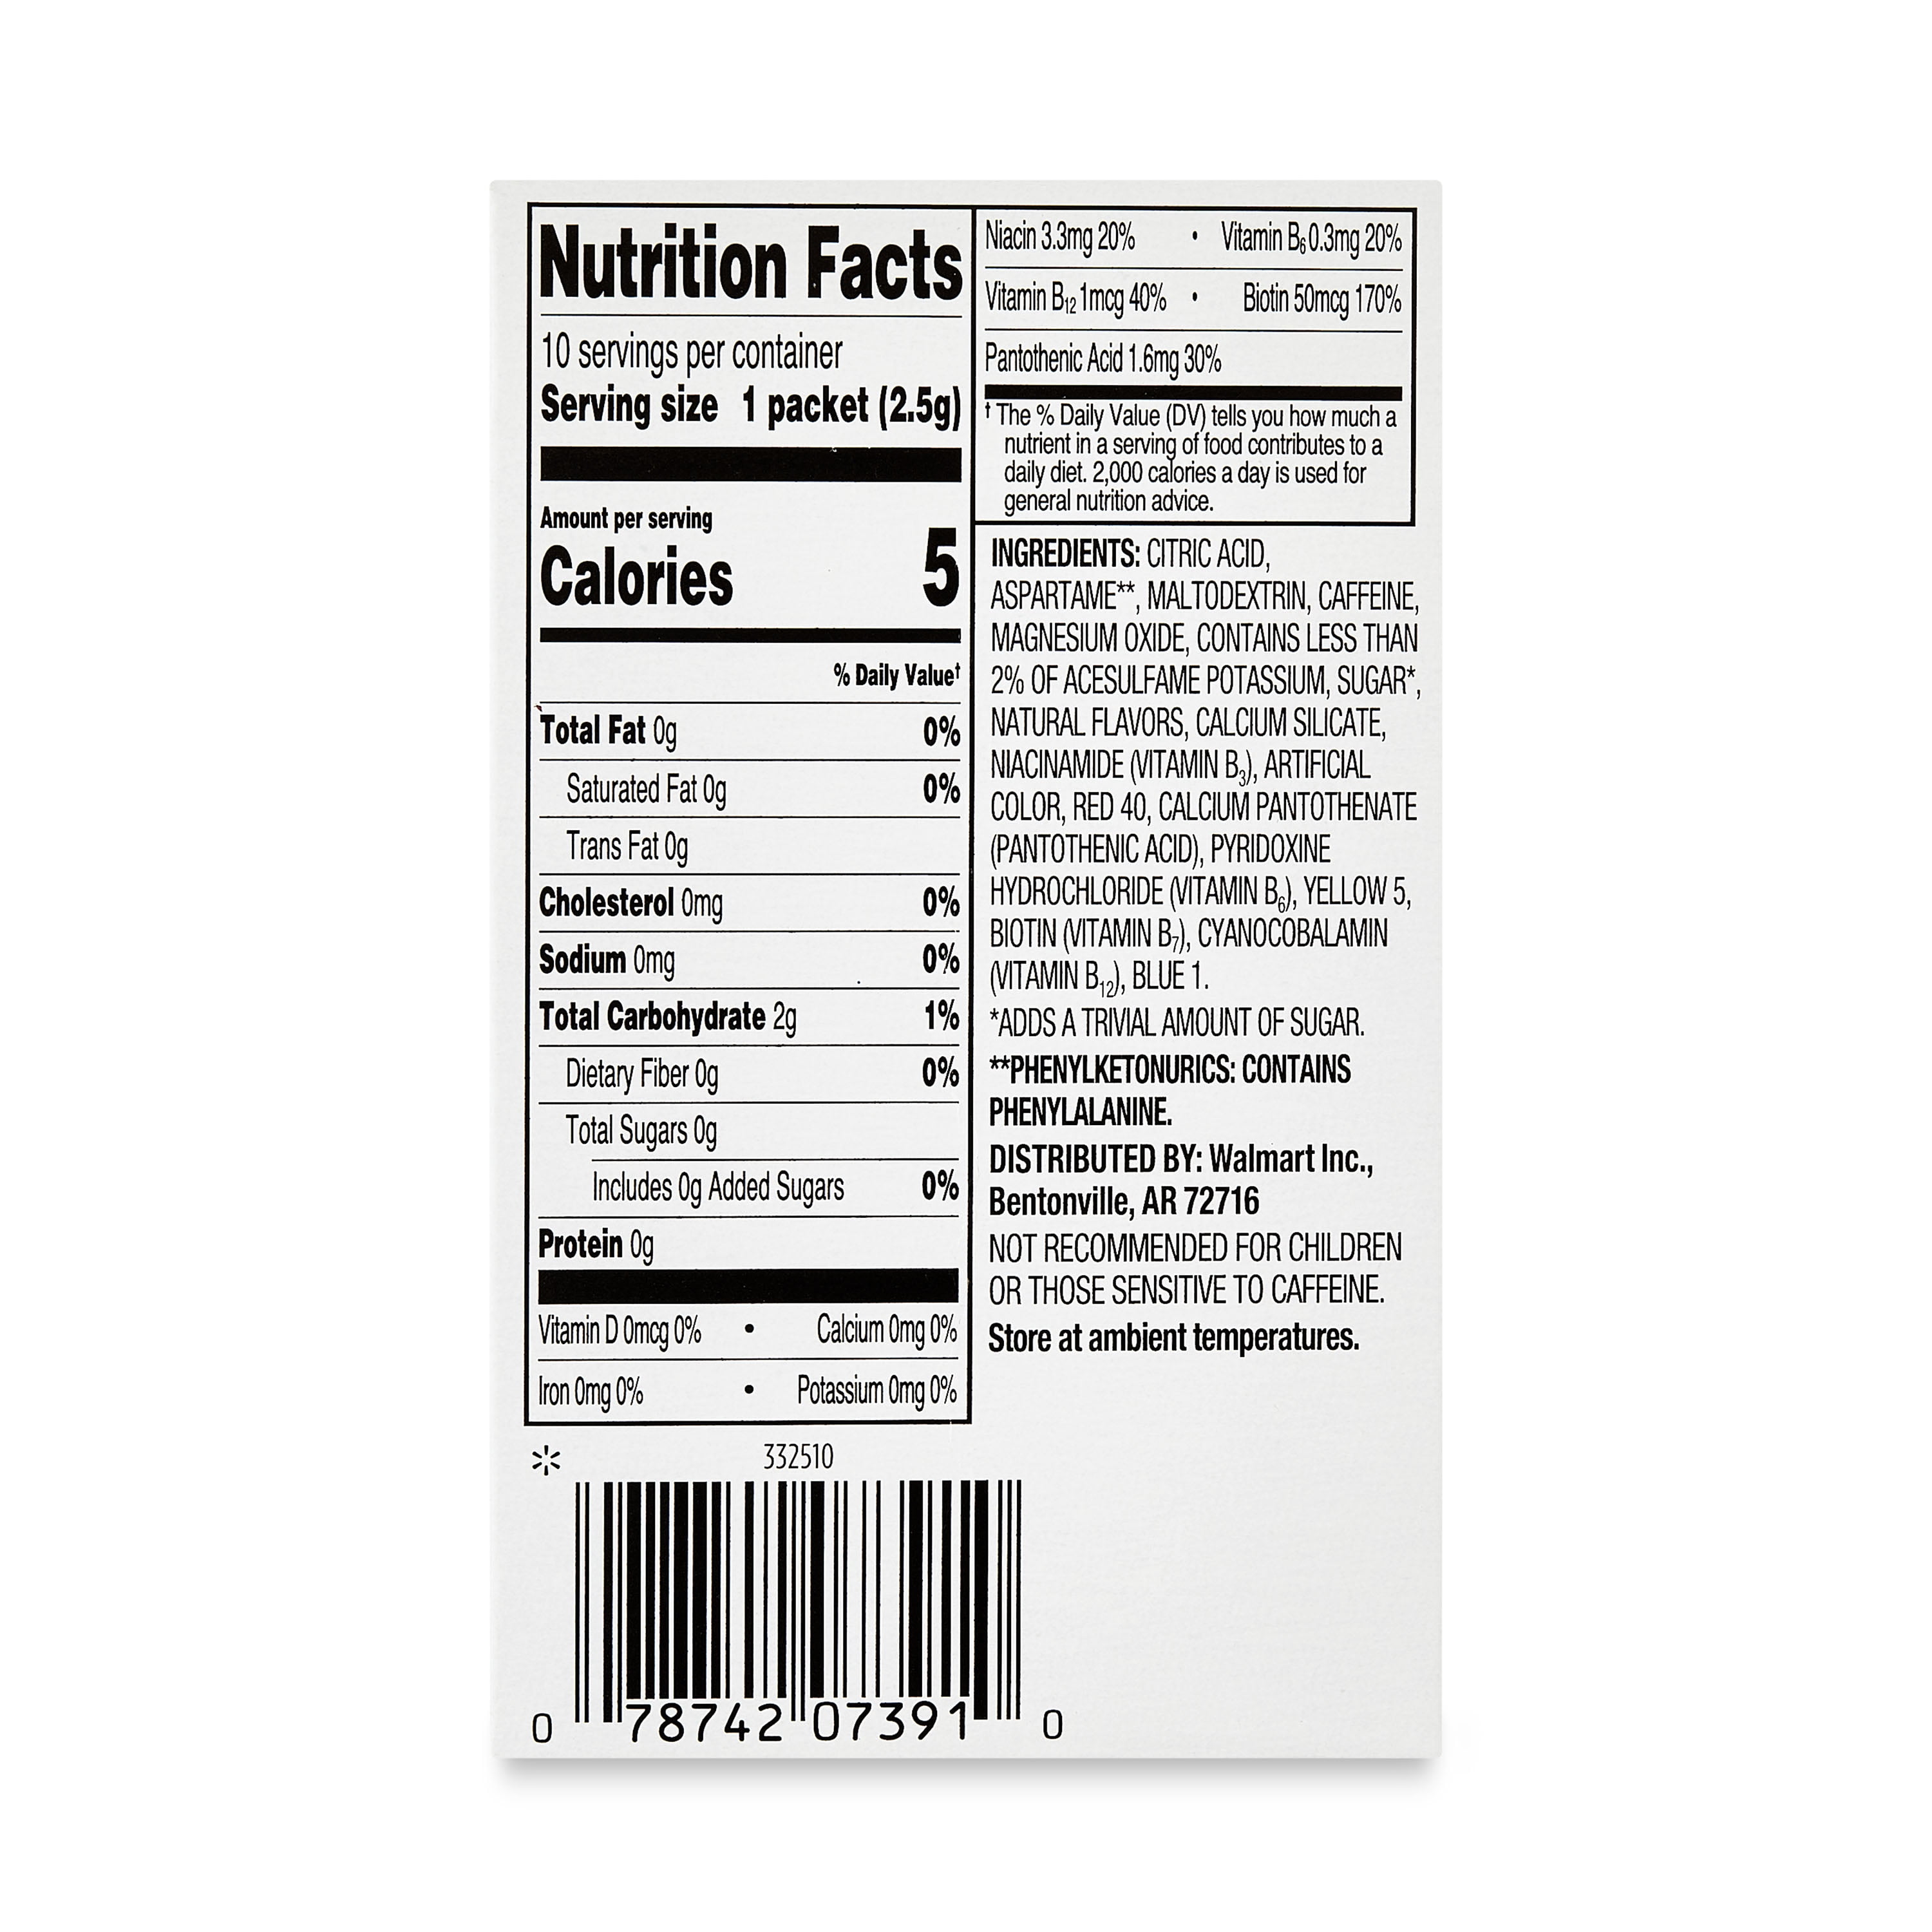 Nutrition Facts
10 servings per container
Serving size 1 packet (2.5g)
Amount per serving
Calories 5
% Daily Value†
Total Fat 0g 0%
Saturated Fat 0g 0%
Trans Fat 0g
Cholesterol 0mg 0%
Sodium 0mg 0%
Total Carbohydrate 2g 1%
Dietary Fiber 0g 0%
Total Sugars 0g
Includes 0g Added Sugars 0%
Protein 0g
Vitamin D 0mcg 0% • Calcium 0mg 0%
Iron 0mg 0% • Potassium 0mg 0%
Niacin 3.3mg 20% • Vitamin B6 0.3mg 20%
Vitamin B12 1mcg 40% • Biotin 50mcg 170%
Pantothenic Acid 1.6mg 30%
† The % Daily Value (DV) tells you how much a
nutrient in a serving of food contributes to a
daily diet. 2,000 calories a day is used for
general nutrition advice.
INGREDIENTS: CITRIC ACID,
ASPARTAME**, MALTODEXTRIN, CAFFEINE,
MAGNESIUM OXIDE, CONTAINS LESS THAN
2% OF ACESULFAME POTASSIUM, SUGAR*,
NATURAL FLAVORS, CALCIUM SILICATE,
NIACINAMIDE (VITAMIN B3), ARTIFICIAL
COLOR, RED 40, CALCIUM PANTOTHENATE
(PANTOTHENIC ACID), PYRIDOXINE
HYDROCHLORIDE (VITAMIN B6), YELLOW 5,
BIOTIN (VITAMIN B7), CYANOCOBALAMIN
(VITAMIN B12), BLUE 1.
*ADDS A TRIVIAL AMOUNT OF SUGAR.
**PHENYLKETONURICS: CONTAINS
PHENYLALANINE.
DISTRIBUTED BY: Walmart Inc.,
Bentonville, AR 72716
NOT RECOMMENDED FOR CHILDREN
OR THOSE SENSITIVE TO CAFFEINE.
Store at ambient temperatures.
332510
0 78742 07391 0